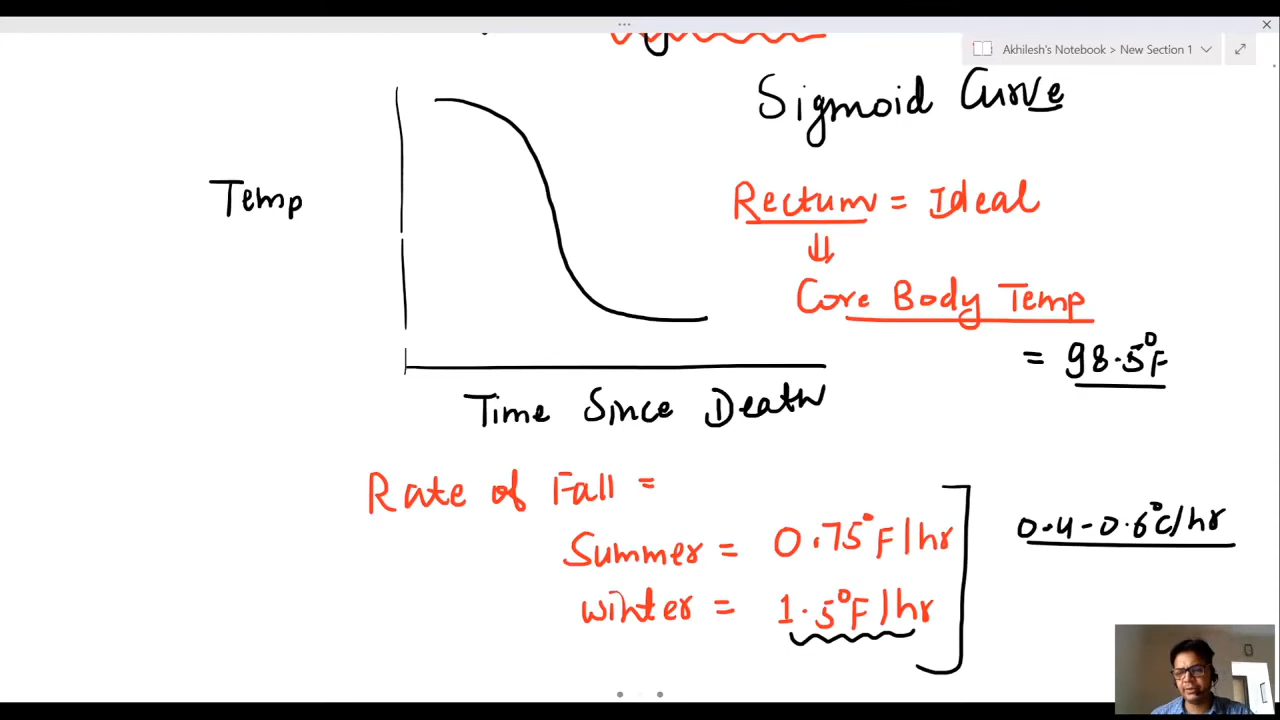 Akhilesh's Notebook > New Section 1
Sigmoid Curve
Temp
Rectum = Ideal
⇓
Core Body Temp
= 98.5°F
Time Since Death
Rate of Fall =
Summer = 0.75°F/hr
0.4-0.6°C/hr
winter = 1.5°F/hr